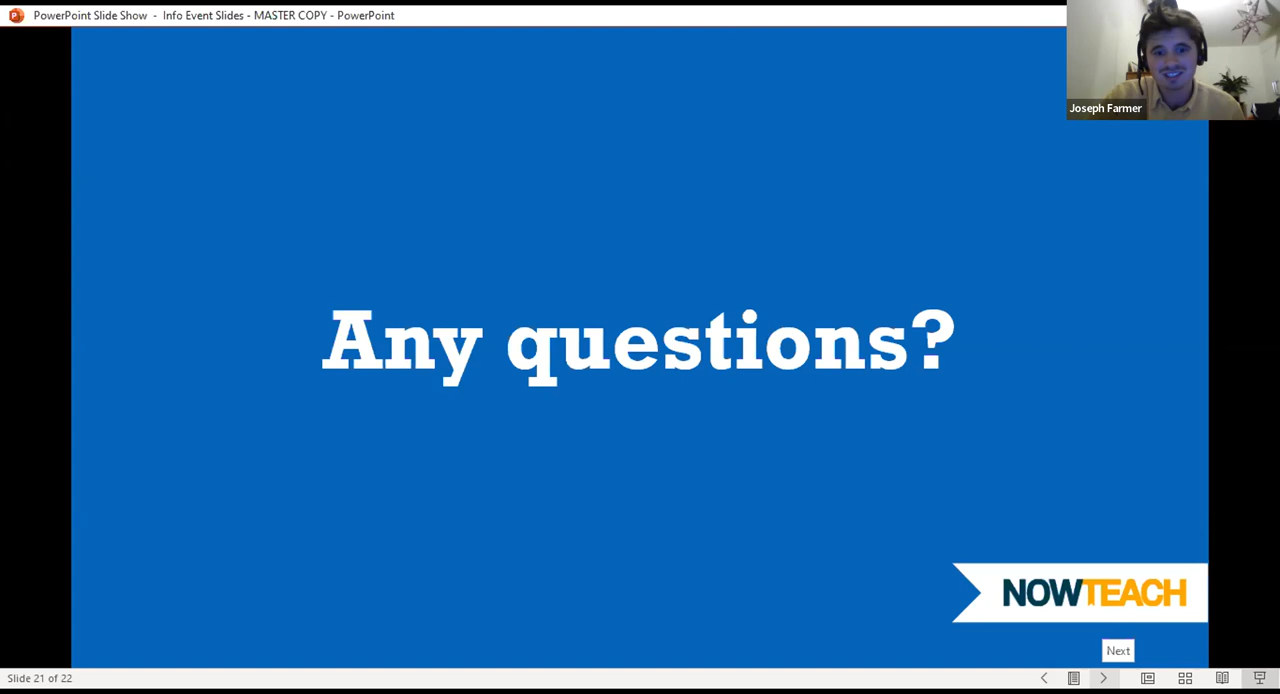 PowerPoint Slide Show - Info Event Slides - MASTER COPY - PowerPoint
Joseph Farmer
Any questions?
NOWTEACH
Next
Slide 21 of 22